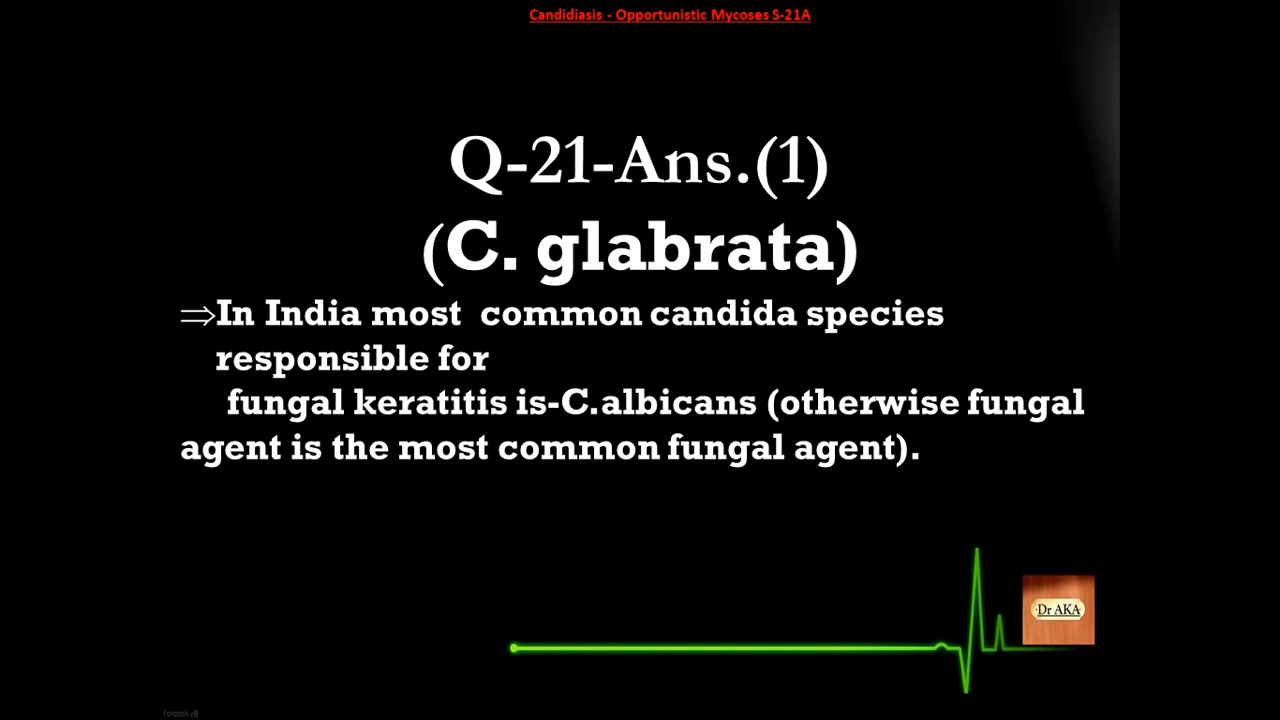 Candidiasis - Opportunistic Mycoses S-21A
Q-21-Ans.(1)
(C. glabrata)
⇒In India most common candida species
responsible for
fungal keratitis is-C.albicans (otherwise fungal
agent is the most common fungal agent).
Dr AKA